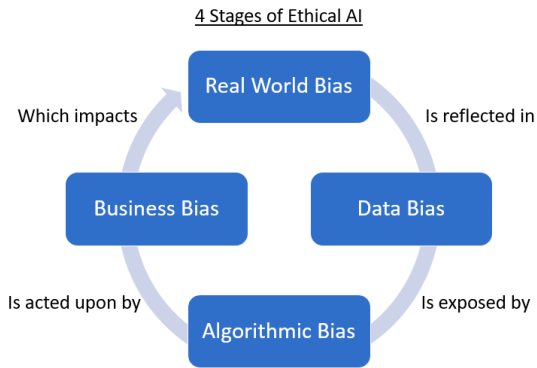 4 Stages of Ethical AI
Real World Bias
Which impacts
Is reflected in
Business Bias
Data Bias
Is acted upon by
Is exposed by
Algorithmic Bias